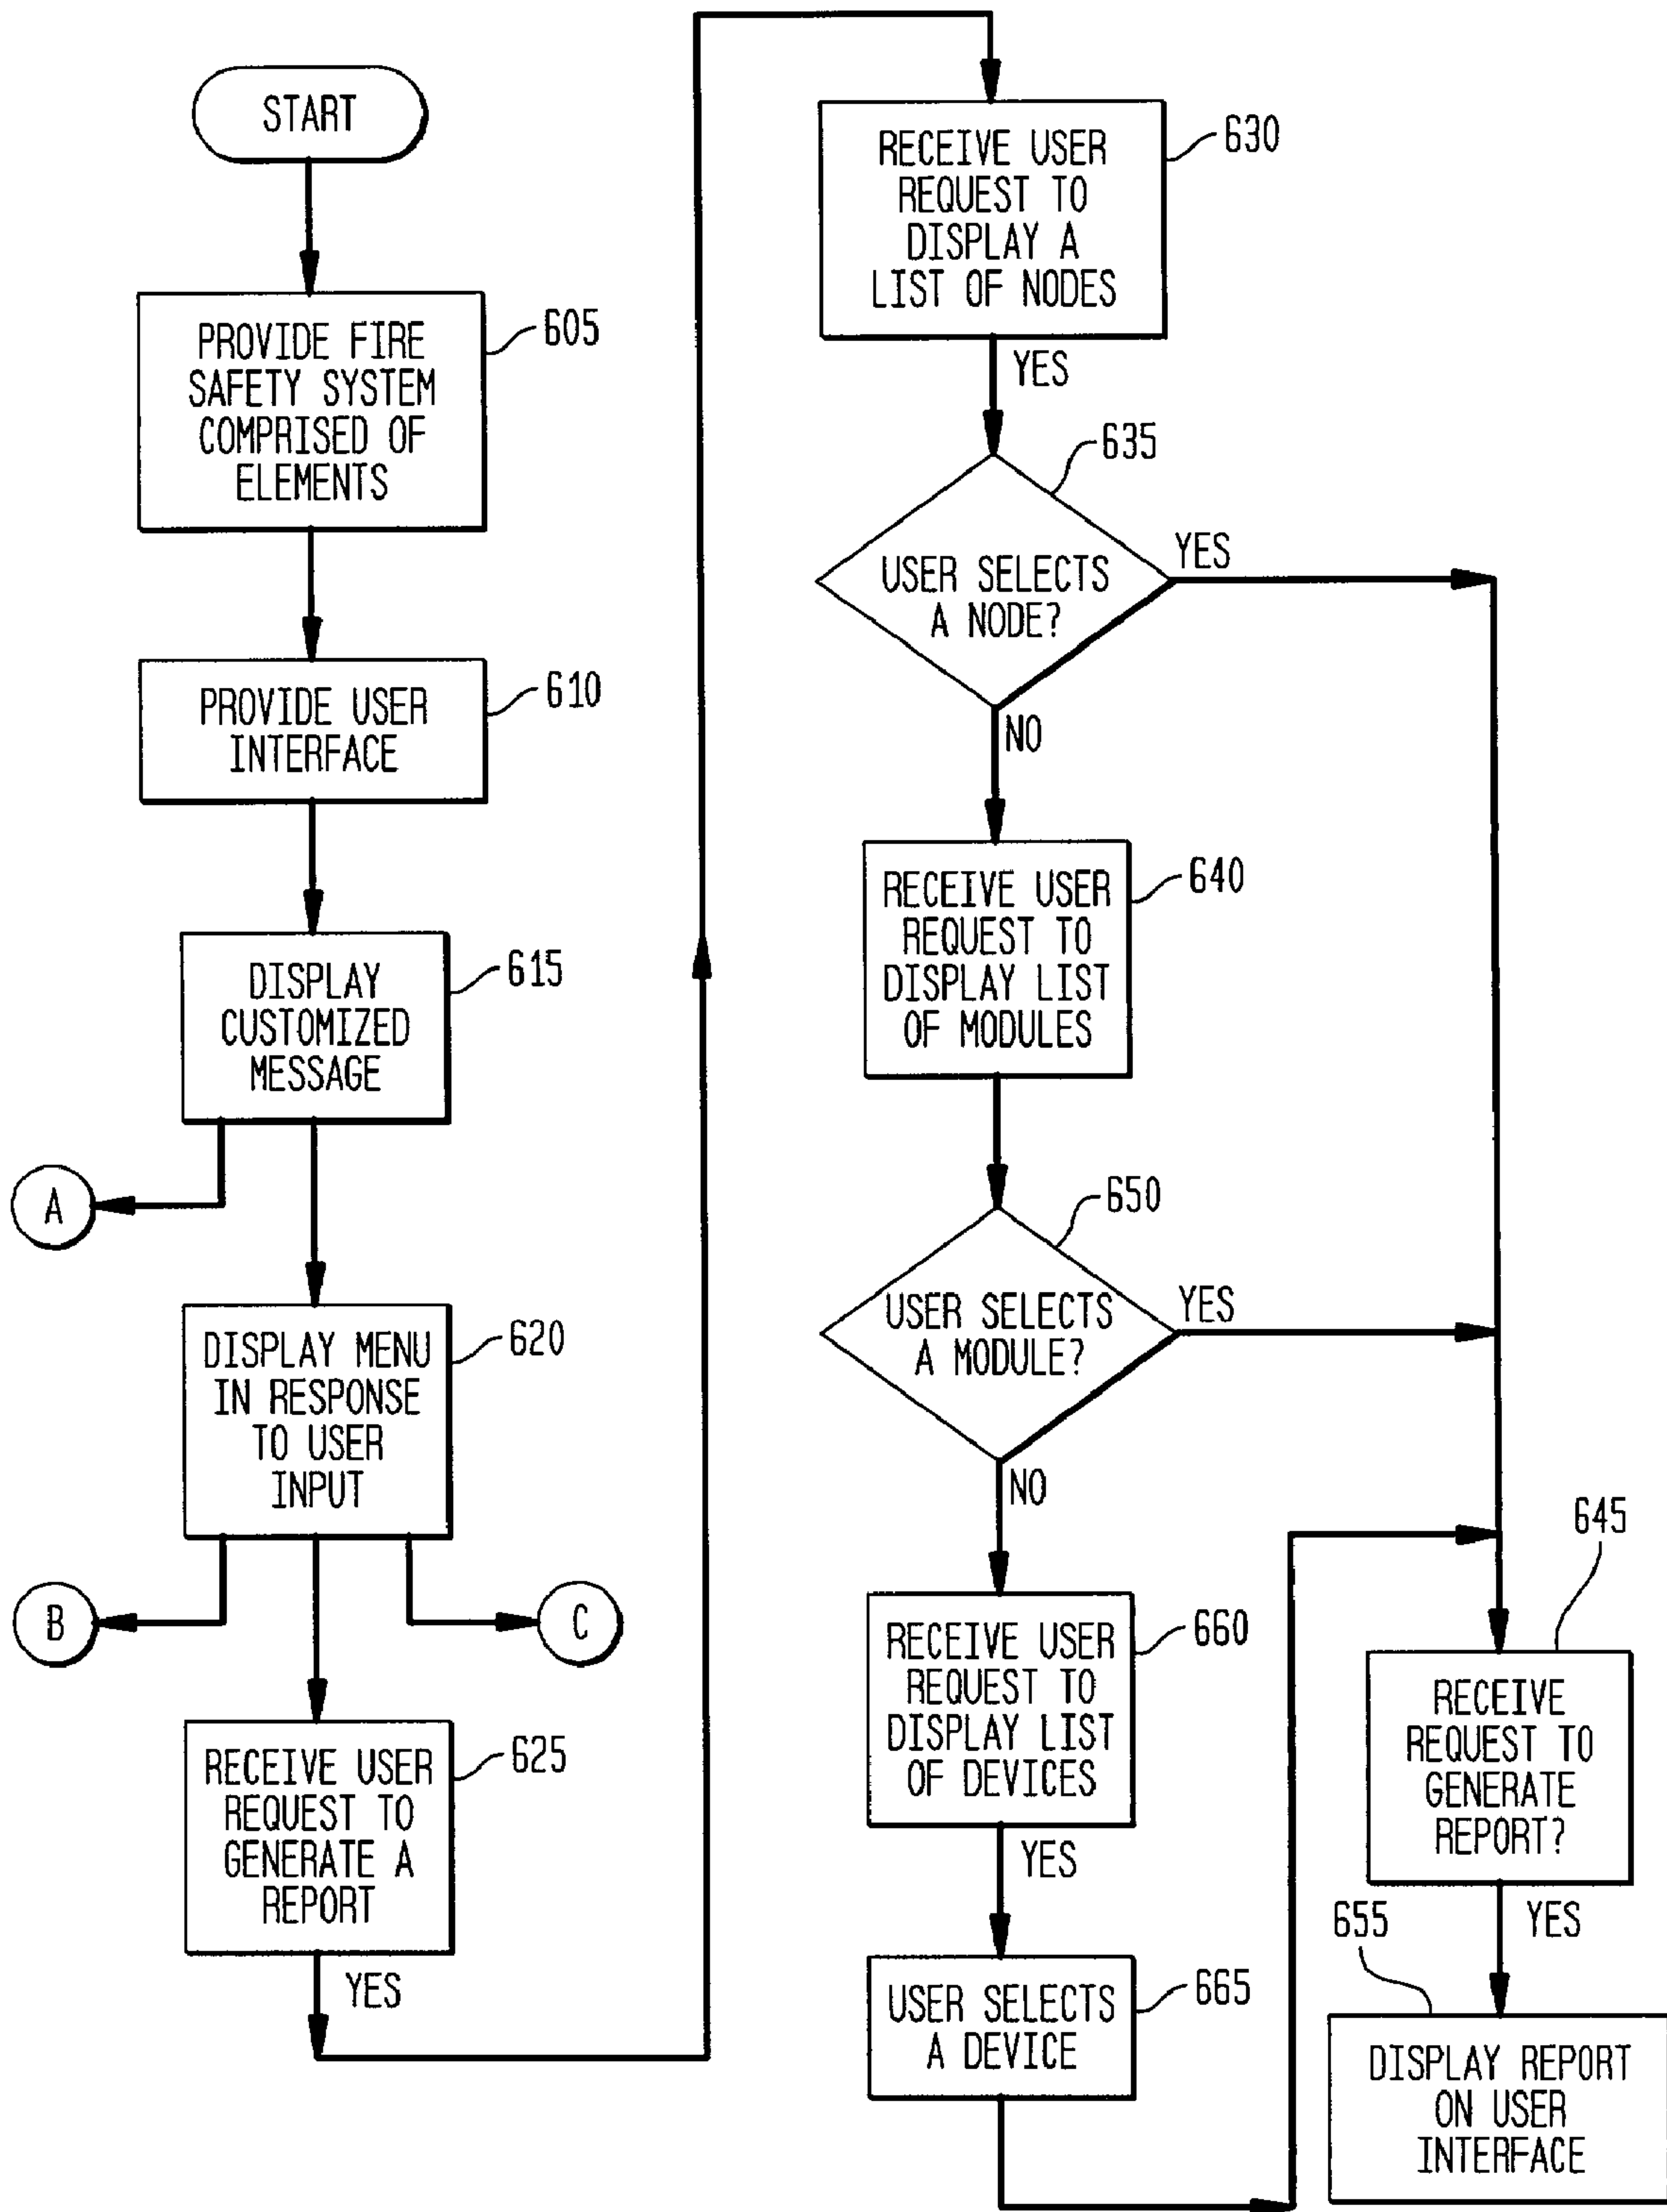 START
PROVIDE FIRE
SAFETY SYSTEM
COMPRISED OF
ELEMENTS
605
PROVIDE USER
INTERFACE
610
DISPLAY
CUSTOMIZED
MESSAGE
615
A
DISPLAY MENU
IN RESPONSE
TO USER
INPUT
620
B
C
RECEIVE USER
REQUEST TO
GENERATE A
REPORT
625
YES
RECEIVE USER
REQUEST TO
DISPLAY A
LIST OF NODES
630
YES
635
USER SELECTS
A NODE?
YES
NO
RECEIVE USER
REQUEST TO
DISPLAY LIST
OF MODULES
640
650
USER SELECTS
A MODULE?
YES
NO
RECEIVE USER
REQUEST TO
DISPLAY LIST
OF DEVICES
660
YES
USER SELECTS
A DEVICE
665
645
RECEIVE
REQUEST TO
GENERATE
REPORT?
YES
655
DISPLAY REPORT
ON USER
INTERFACE